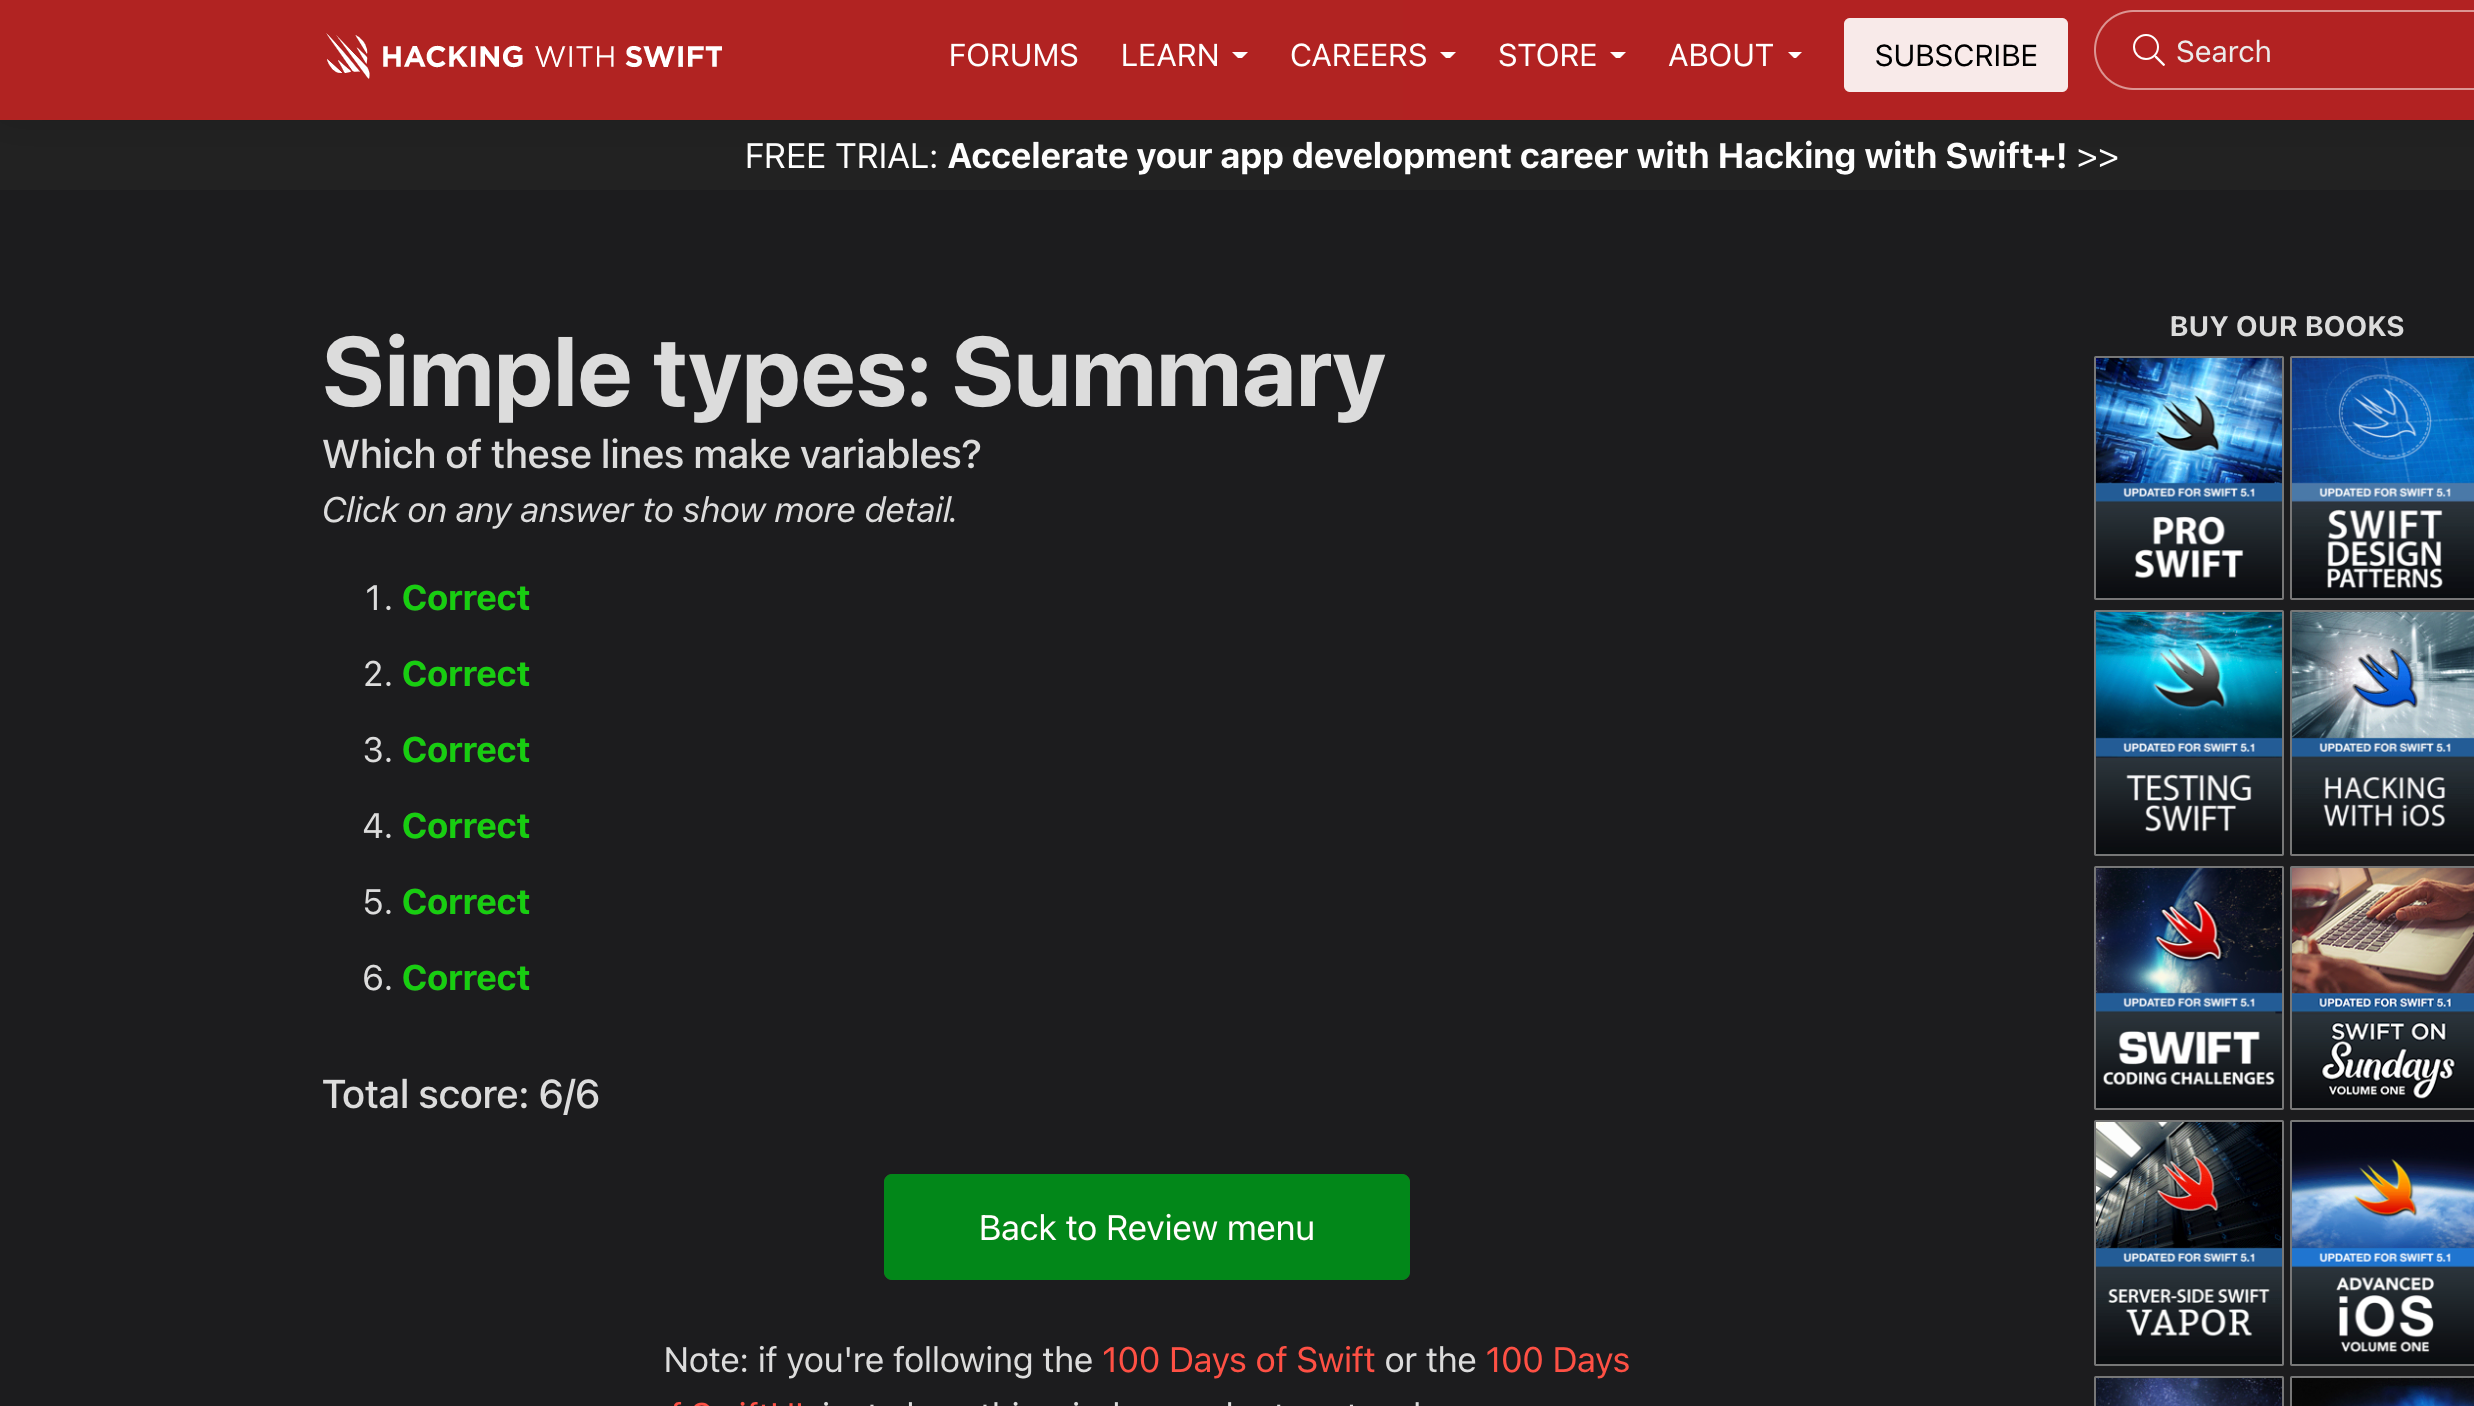 HACKING WITH SWIFT
FORUMS
LEARN
CAREERS
STORE
ABOUT
SUBSCRIBE
Search
FREE TRIAL: Accelerate your app development career with Hacking with Swift+! >>
Simple types: Summary
Which of these lines make variables?
Click on any answer to show more detail.
1. Correct
2. Correct
3. Correct
4. Correct
5. Correct
6. Correct
Total score: 6/6
Back to Review menu
Note: if you're following the 100 Days of Swift or the 100 Days
BUY OUR BOOKS
UPDATED FOR SWIFT 5.1
PRO
SWIFT
UPDATED FOR SWIFT 5.1
SWIFT
DESIGN
PATTERNS
UPDATED FOR SWIFT 5.1
TESTING
SWIFT
UPDATED FOR SWIFT 5.1
HACKING
WITH iOS
UPDATED FOR SWIFT 5.1
SWIFT
CODING CHALLENGES
UPDATED FOR SWIFT 5.1
SWIFT ON
Sundays
VOLUME ONE
UPDATED FOR SWIFT 5.1
SERVER-SIDE SWIFT
VAPOR
UPDATED FOR SWIFT 5.1
ADVANCED
iOS
VOLUME ONE